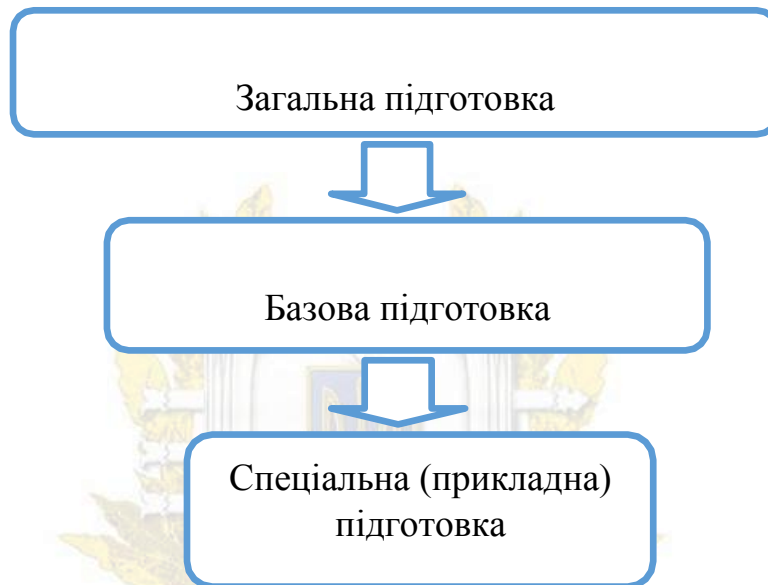 Загальна підготовка
Базова підготовка
Спеціальна (прикладна)
підготовка